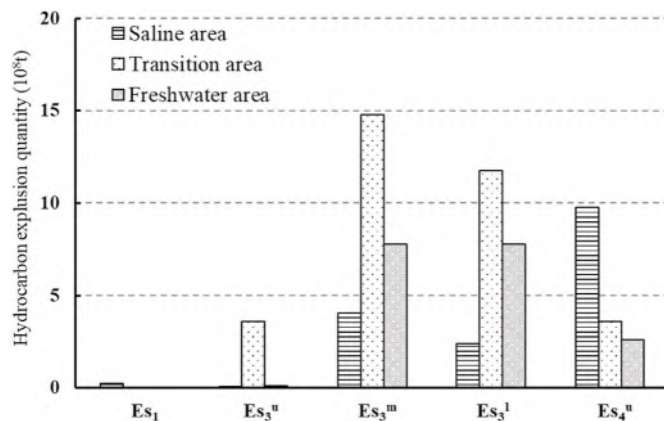 Hydrocarbon explusion quantity (10⁸t)
20
15
10
5
0
Saline area
Transition area
Freshwater area
Es₁
Es₃ᵘ
Es₃ᵐ
Es₃ˡ
Es₄ᵘ